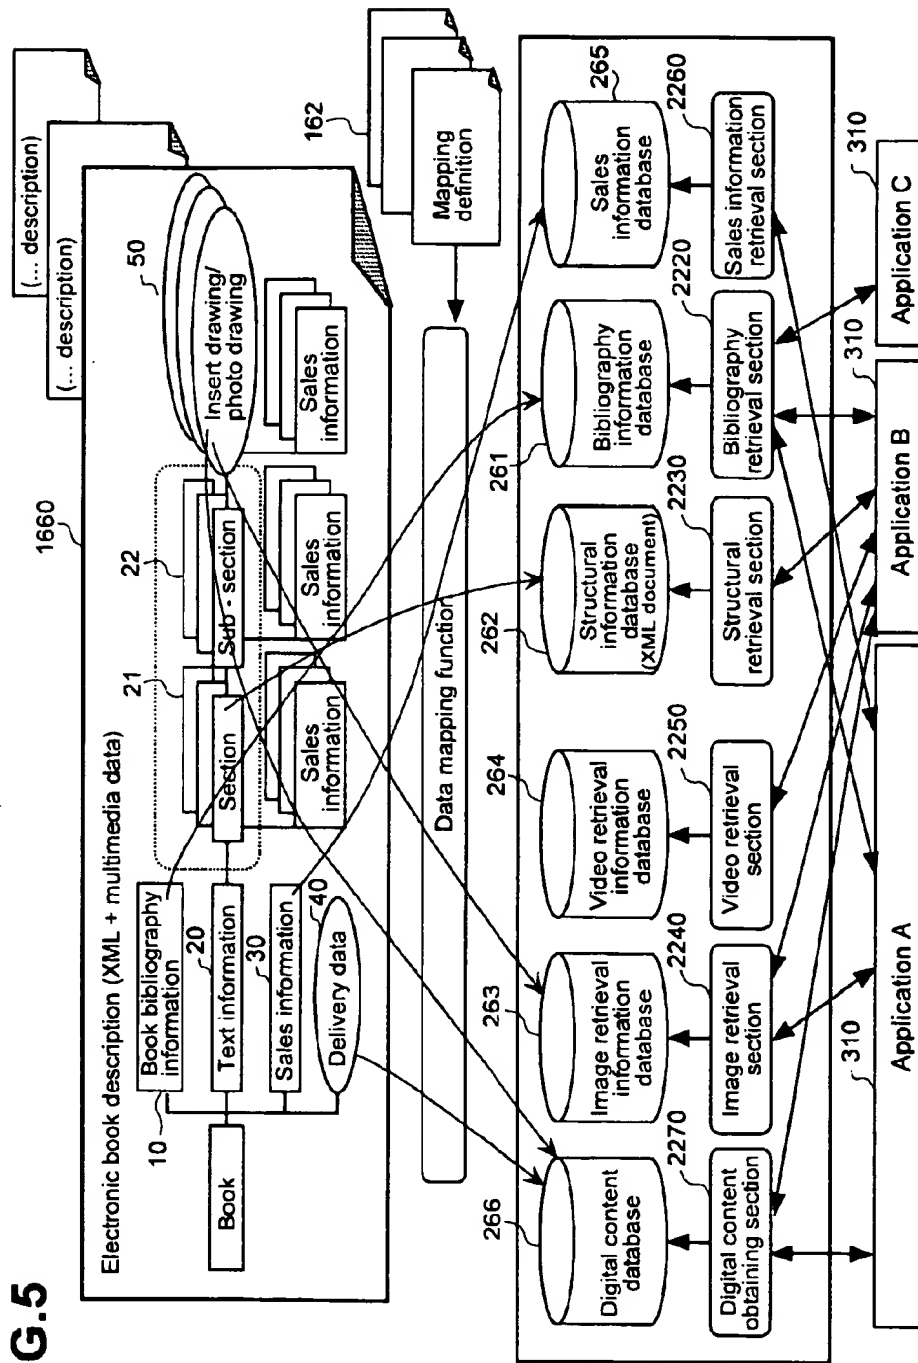 G.5
(... description)
(... description)
1660
Electronic book description (XML + multimedia data)
Book
10
Book bibliography
information
20
Text information
30
Sales information
40
Delivery data
21
Section
22
Sub - section
50
Insert drawing/
photo drawing
Sales
information
Sales
information
Sales
information
162
Mapping
definition
Data mapping function
266
Digital content
database
263
Image retrieval
information
database
264
Video retrieval
information
database
262
Structural
information
database
(XML document)
261
Bibliography
information
database
265
Sales
information
database
2270
Digital content
obtaining section
2240
Image retrieval
section
2250
Video retrieval
section
2230
Structural
retrieval section
2220
Bibliography
retrieval section
2260
Sales information
retrieval section
310
Application A
310
Application B
310
Application C